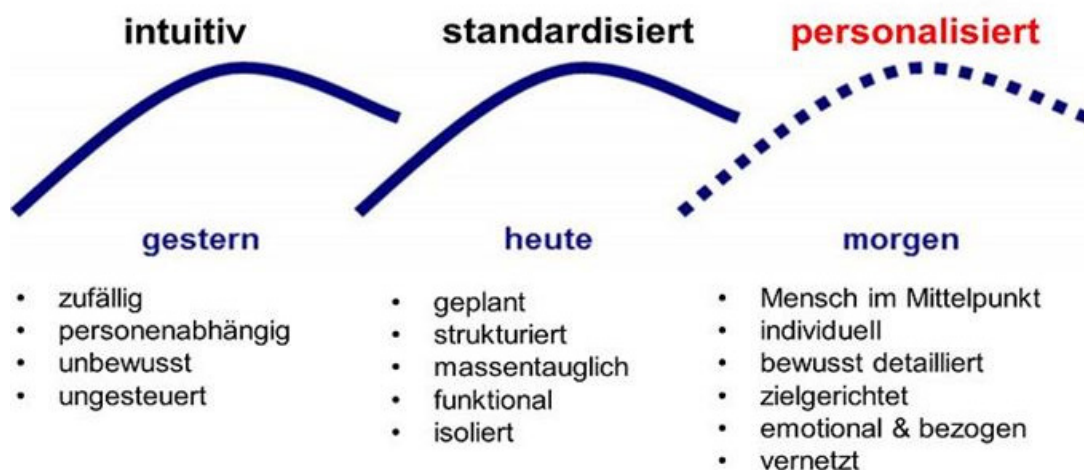 intuitiv
standardisiert
personalisiert
gestern
heute
morgen
• zufällig
• personenabhängig
• unbewusst
• ungesteuert
• geplant
• strukturiert
• massentauglich
• funktional
• isoliert
• Mensch im Mittelpunkt
• individuell
• bewusst detailliert
• zielgerichtet
• emotional & bezogen
• vernetzt